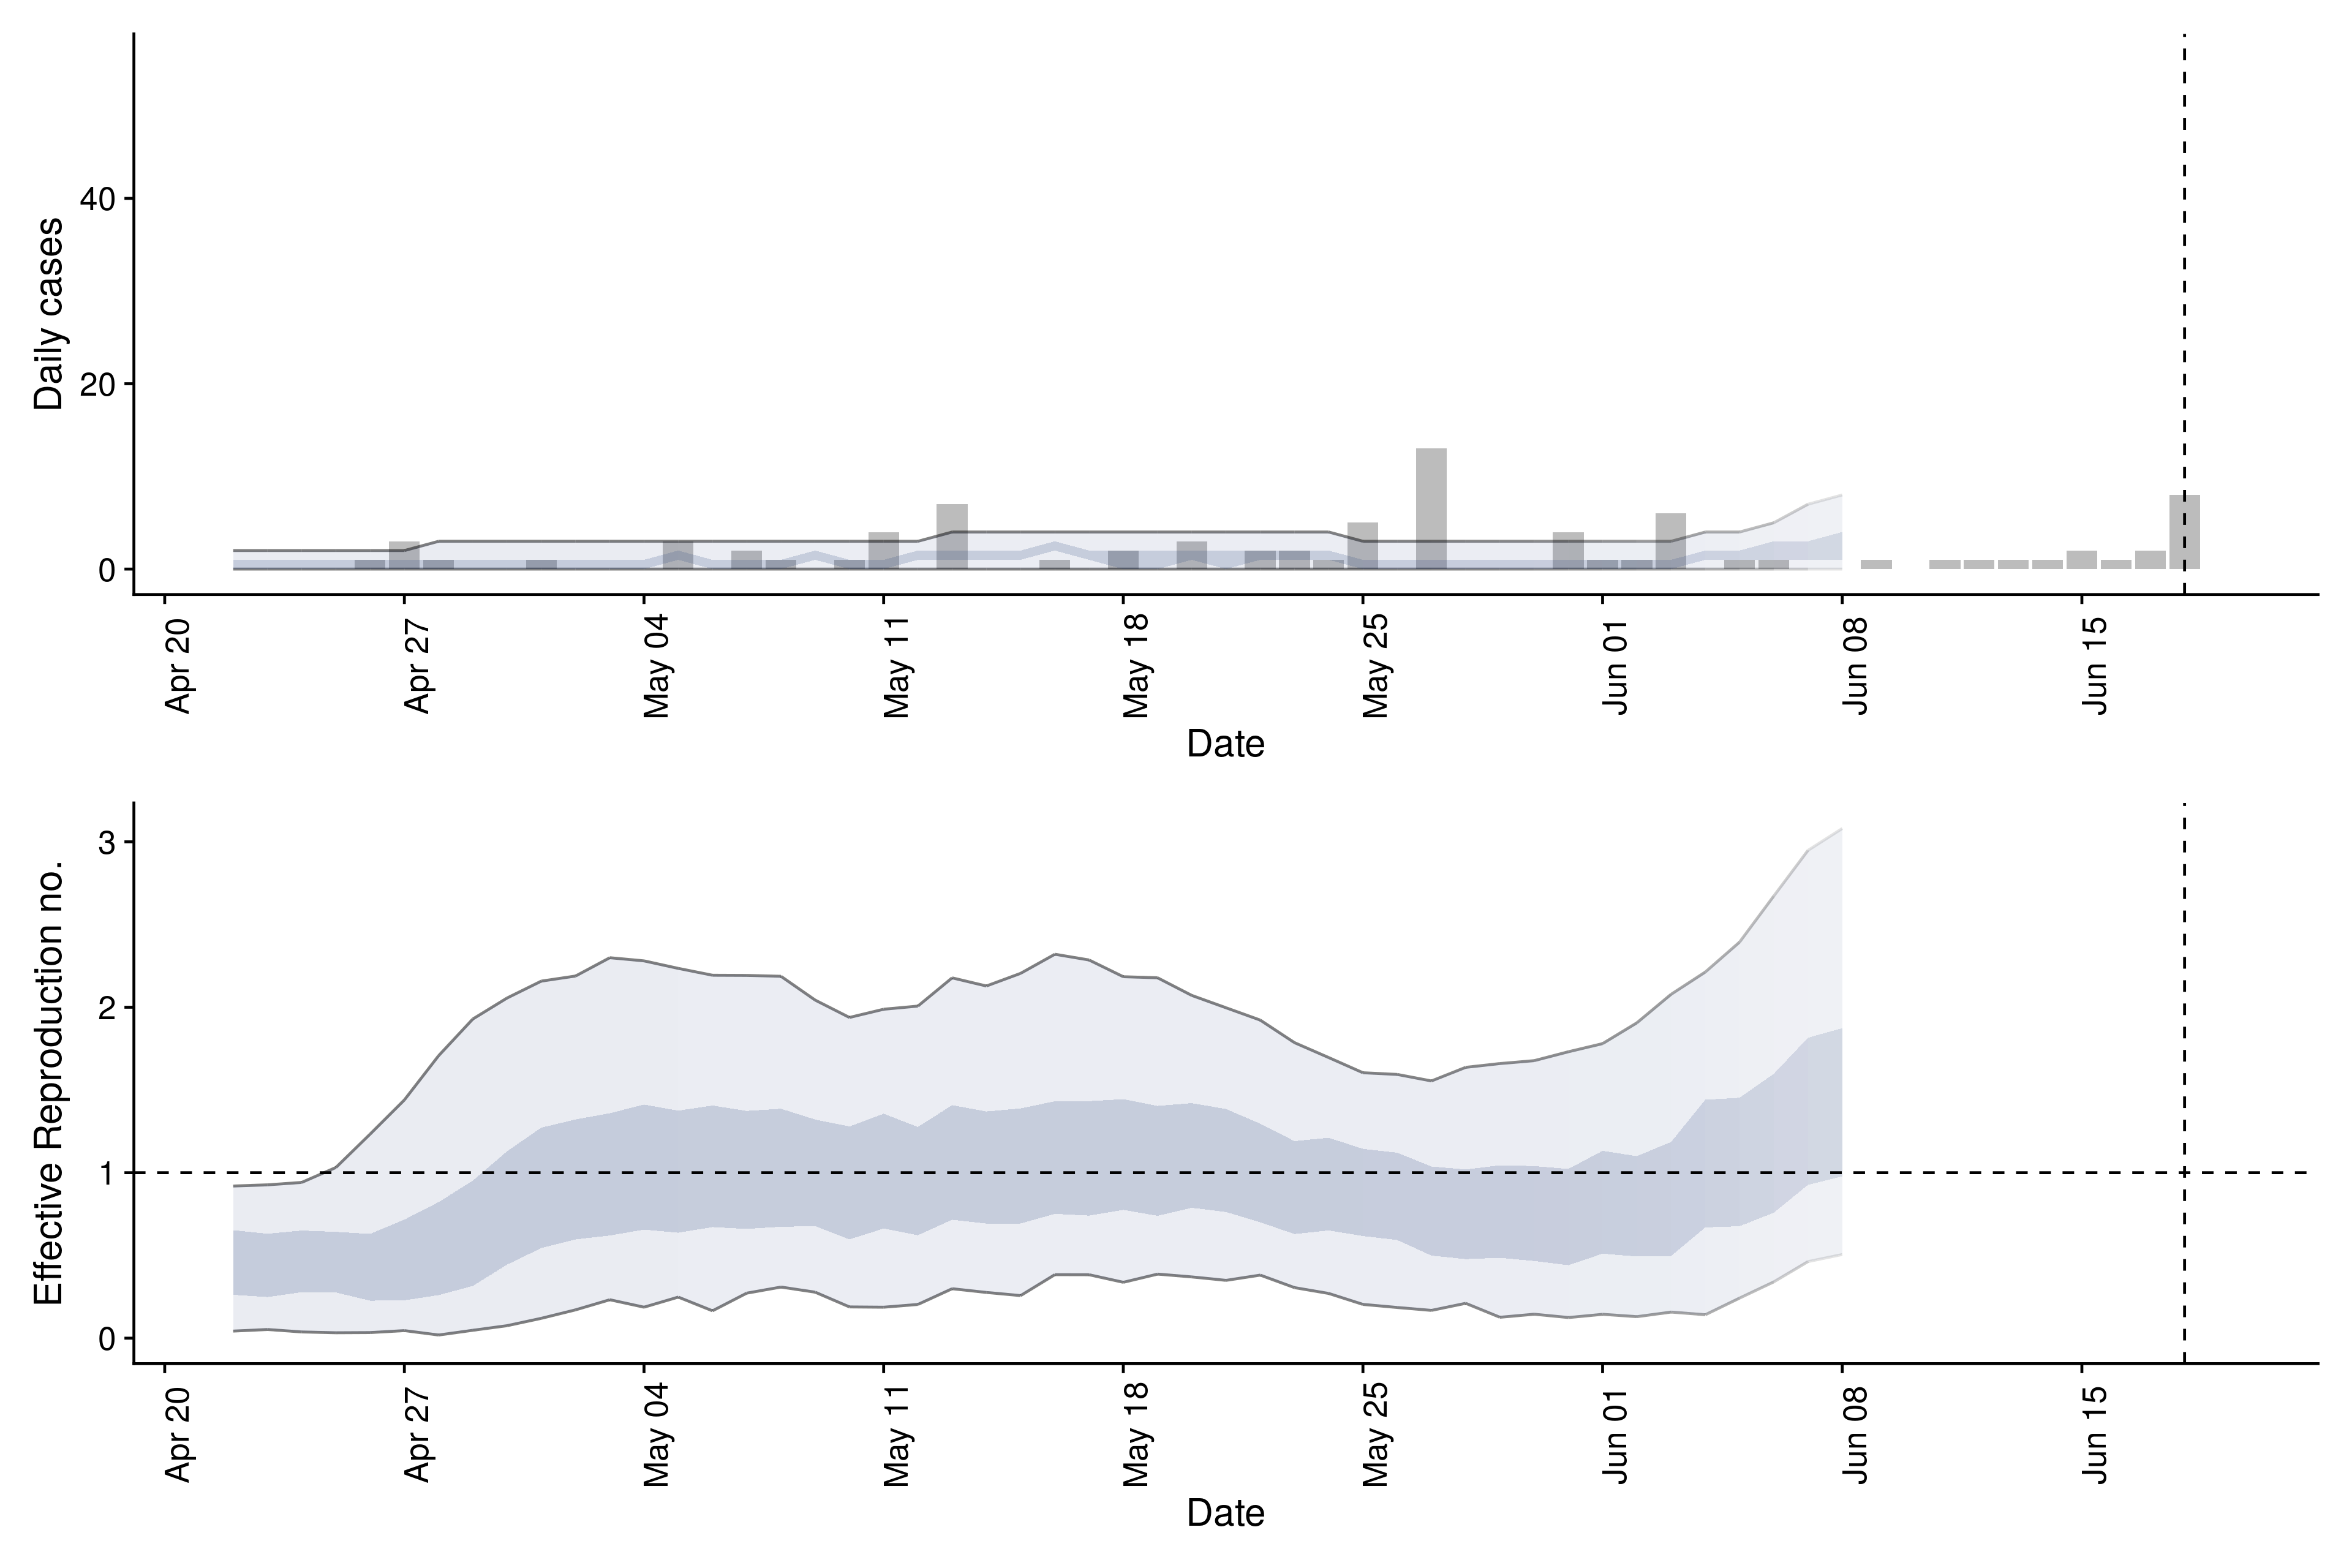 Daily cases
40
20
0
Apr 20
Apr 27
May 04
May 11
May 18
May 25
Jun 01
Jun 08
Jun 15
Date
Effective Reproduction no.
3
2
1
0
Apr 20
Apr 27
May 04
May 11
May 18
May 25
Jun 01
Jun 08
Jun 15
Date